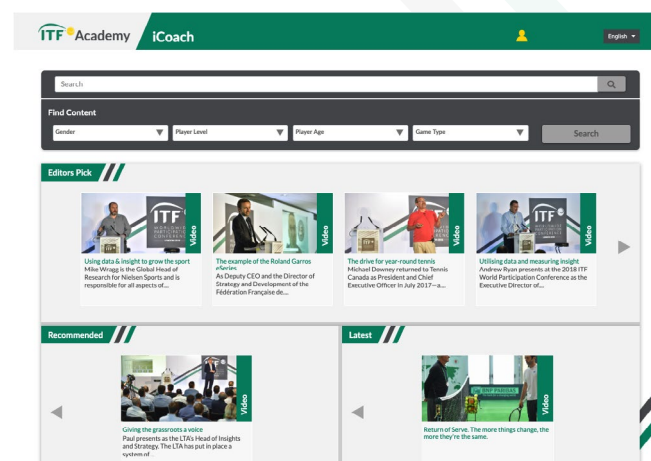 ITF Academy
iCoach
English
Search
Find Content
Gender
Player Level
Player Age
Game Type
Search
Editors Pick
ITF
WORLDWIDE
PARTICIPATION
CONFERENCE
Video
Video
Video
ITF
Video
Using data & insight to grow the sport
Mike Wragg is the Global Head of
Research for Nielsen Sports and is
responsible for all aspects of...
The example of the Roland Garros
eSeries
As Deputy CEO and the Director of
Strategy and Development of the
Fédération Française de....
The drive for year-round tennis
Michael Downey returned to Tennis
Canada as President and Chief
Executive Officer in July 2017—a....
Utilising data and measuring insight
Andrew Ryan presents at the 2018 ITF
World Participation Conference as the
Executive Director of....
Recommended
Video
Giving the grassroots a voice
Paul presents as the LTA's Head of Insights
and Strategy. The LTA has put in place a
system of
Latest
BNP PARIBAS
Video
Return of Serve. The more things change, the
more they're the same.